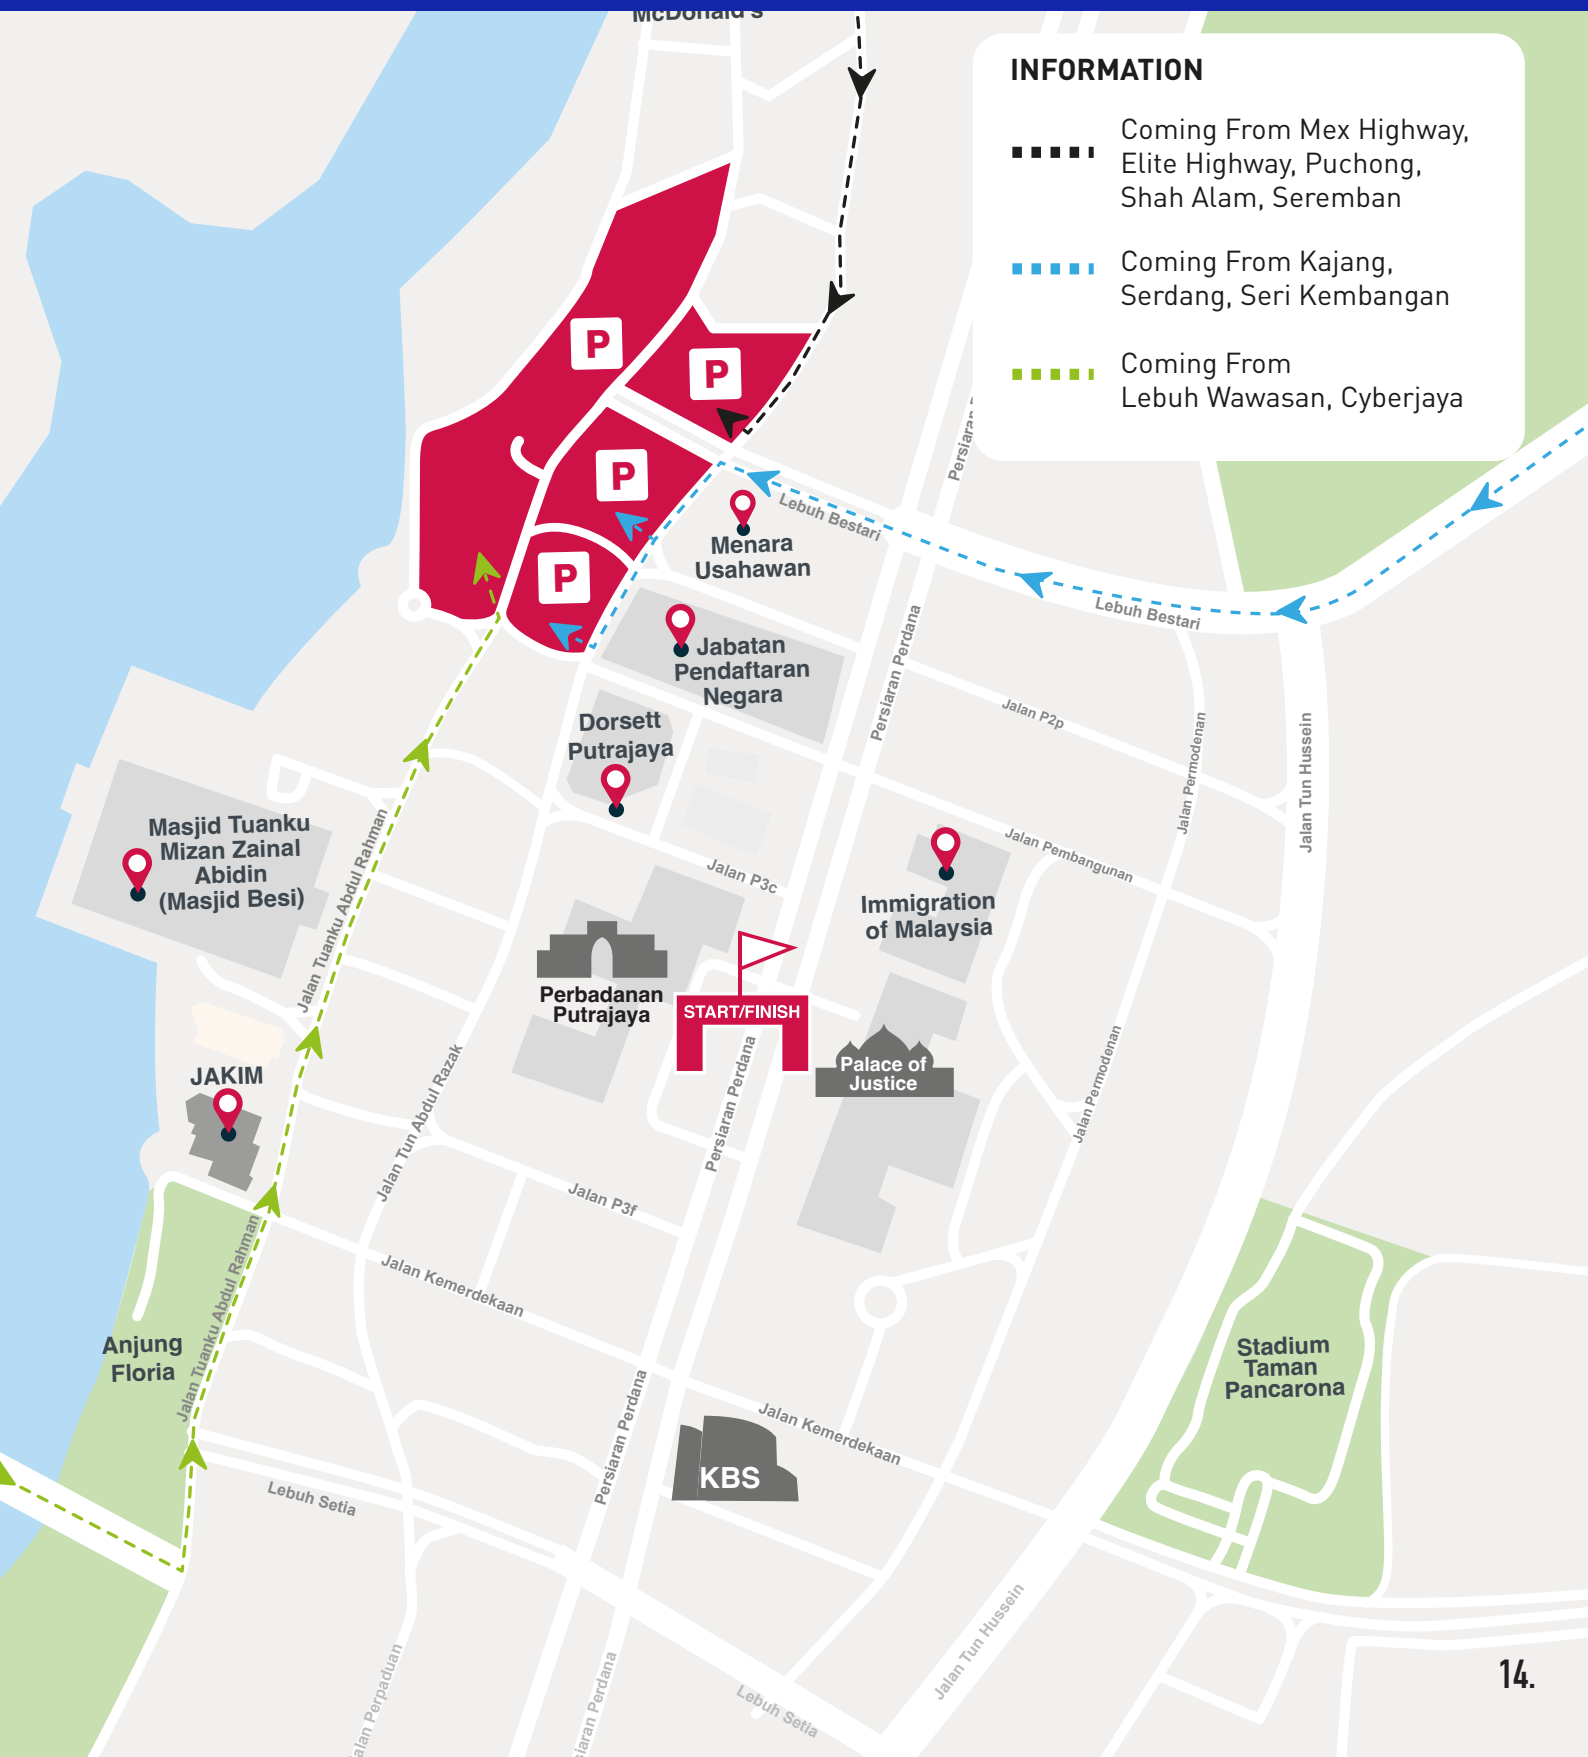 McDonald's
INFORMATION
Coming From Mex Highway,
Elite Highway, Puchong,
Shah Alam, Seremban
Coming From Kajang,
Serdang, Seri Kembangan
Coming From
Lebuh Wawasan, Cyberjaya
P
P
P
P
Persiaran
Lebuh Bestari
Menara
Usahawan
Lebuh Bestari
Jabatan
Pendaftaran
Negara
Persiaran Perdana
Jalan P2p
Jalan Permodenan
Jalan Tun Hussein
Dorsett
Putrajaya
Masjid Tuanku
Mizan Zainal
Abidin
(Masjid Besi)
Jalan Tuanku Abdul Rahman
Jalan P3c
Jalan Pembangunan
Immigration
of Malaysia
Perbadanan
Putrajaya
START/FINISH
Palace of
Justice
JAKIM
Jalan Tun Abdul Razak
Persiaran Perdana
Jalan Permodenan
Jalan P3f
Jalan Kemerdekaan
Jalan Tuanku Abdul Rahman
Anjung
Floria
Stadium
Taman
Pancarona
Persiaran Perdana
Jalan Kemerdekaan
KBS
Lebuh Setia
Jalan Tun Hussein
alan Perpaduan
siaran Perdana
Lebuh Setia
14.